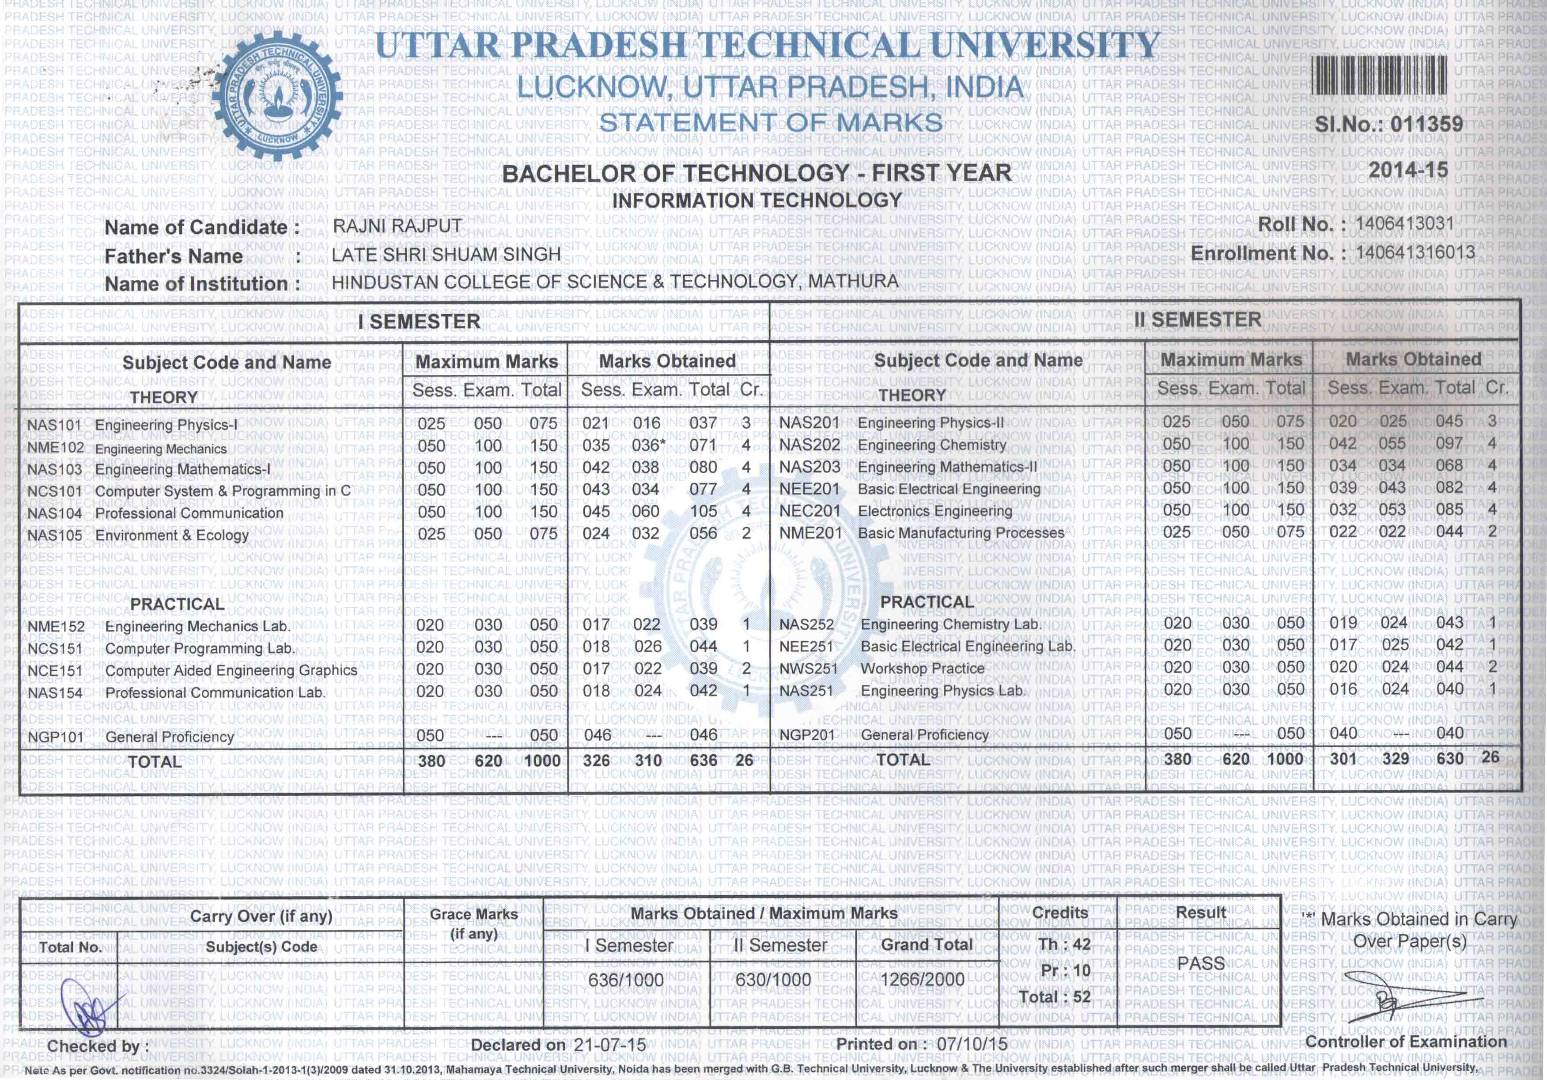 UTTAR PRADESH TECHNICAL UNIVERSITY
LUCKNOW, UTTAR PRADESH, INDIA
STATEMENT OF MARKS
SI.No.: 011359
BACHELOR OF TECHNOLOGY - FIRST YEAR 2014-15
INFORMATION TECHNOLOGY
Name of Candidate : RAJNI RAJPUT Roll No. : 1406413031
Father's Name : LATE SHRI SHUAM SINGH Enrollment No. : 140641316013
Name of Institution : HINDUSTAN COLLEGE OF SCIENCE & TECHNOLOGY, MATHURA
I SEMESTER II SEMESTER
Subject Code and Name Maximum Marks Marks Obtained Subject Code and Name Maximum Marks Marks Obtained
THEORY Sess. Exam. Total Sess. Exam. Total Cr. THEORY Sess. Exam. Total Sess. Exam. Total Cr.
NAS101 Engineering Physics-I 025 050 075 021 016 037 3 NAS201 Engineering Physics-II 025 050 075 020 025 045 3
NME102 Engineering Mechanics 050 100 150 035 036* 071 4 NAS202 Engineering Chemistry 050 100 150 042 055 097 4
NAS103 Engineering Mathematics-I 050 100 150 042 038 080 4 NAS203 Engineering Mathematics-II 050 100 150 034 034 068 4
NCS101 Computer System & Programming in C 050 100 150 043 034 077 4 NEE201 Basic Electrical Engineering 050 100 150 039 043 082 4
NAS104 Professional Communication 050 100 150 045 060 105 4 NEC201 Electronics Engineering 050 100 150 032 053 085 4
NAS105 Environment & Ecology 025 050 075 024 032 056 2 NME201 Basic Manufacturing Processes 025 050 075 022 022 044 2
PRACTICAL PRACTICAL
NME152 Engineering Mechanics Lab. 020 030 050 017 022 039 1 NAS252 Engineering Chemistry Lab. 020 030 050 019 024 043 1
NCS151 Computer Programming Lab. 020 030 050 018 026 044 1 NEE251 Basic Electrical Engineering Lab. 020 030 050 017 025 042 1
NCE151 Computer Aided Engineering Graphics 020 030 050 017 022 039 2 NWS251 Workshop Practice 020 030 050 020 024 044 2
NAS154 Professional Communication Lab. 020 030 050 018 024 042 1 NAS251 Engineering Physics Lab. 020 030 050 016 024 040 1
NGP101 General Proficiency 050 --- 050 046 --- 046 NGP201 General Proficiency 050 --- 050 040 --- 040
TOTAL 380 620 1000 326 310 636 26 TOTAL 380 620 1000 301 329 630 26
Carry Over (if any) Grace Marks (if any) Marks Obtained / Maximum Marks Credits Result
Total No. Subject(s) Code I Semester II Semester Grand Total Th : 42
636/1000 630/1000 1266/2000 Pr : 10 PASS
Total : 52
'*' Marks Obtained in Carry
Over Paper(s)
Checked by : Declared on 21-07-15 Printed on : 07/10/15 Controller of Examination
Note As per Govt. notification no.3324/Solah-1-2013-1(3)/2009 dated 31.10.2013, Mahamaya Technical University, Noida has been merged with G.B. Technical University, Lucknow & The University established after such merger shall be called Uttar Pradesh Technical University.